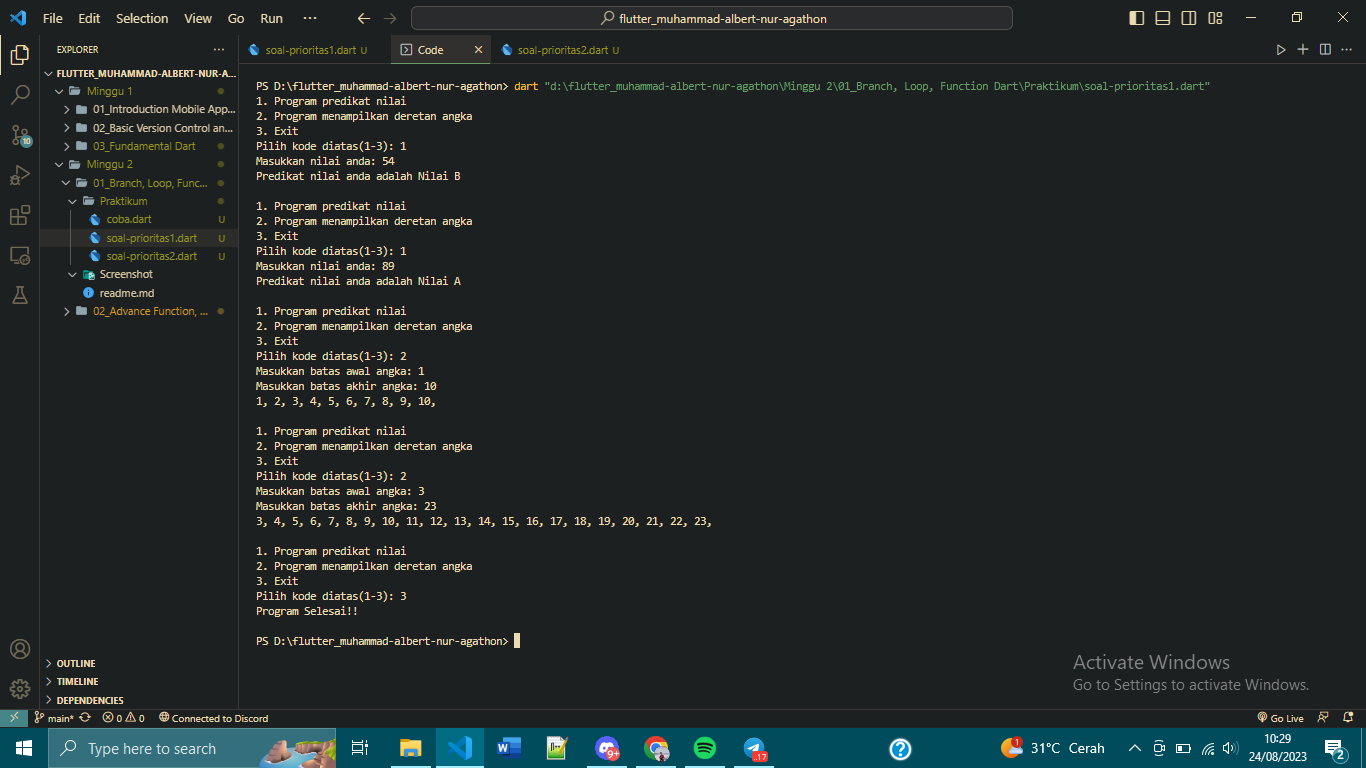 File Edit Selection View Go Run ··· flutter_muhammad-albert-nur-agathon
EXPLORER ···
soal-prioritas1.dart U
Code
soal-prioritas2.dart U
FLUTTER_MUHAMMAD-ALBERT-NUR-A...
Minggu 1
01_Introduction Mobile App...
02_Basic Version Control an...
03_Fundamental Dart
Minggu 2
01_Branch, Loop, Func...
Praktikum
coba.dart U
soal-prioritas1.dart U
soal-prioritas2.dart U
Screenshot
readme.md
02_Advance Function, ...
OUTLINE
TIMELINE
DEPENDENCIES
PS D:\flutter_muhammad-albert-nur-agathon> dart "d:\flutter_muhammad-albert-nur-agathon\Minggu 2\01_Branch, Loop, Function Dart\Praktikum\soal-prioritas1.dart"
1. Program predikat nilai
2. Program menampilkan deretan angka
3. Exit
Pilih kode diatas(1-3): 1
Masukkan nilai anda: 54
Predikat nilai anda adalah Nilai B
1. Program predikat nilai
2. Program menampilkan deretan angka
3. Exit
Pilih kode diatas(1-3): 1
Masukkan nilai anda: 89
Predikat nilai anda adalah Nilai A
1. Program predikat nilai
2. Program menampilkan deretan angka
3. Exit
Pilih kode diatas(1-3): 2
Masukkan batas awal angka: 1
Masukkan batas akhir angka: 10
1, 2, 3, 4, 5, 6, 7, 8, 9, 10,
1. Program predikat nilai
2. Program menampilkan deretan angka
3. Exit
Pilih kode diatas(1-3): 2
Masukkan batas awal angka: 3
Masukkan batas akhir angka: 23
3, 4, 5, 6, 7, 8, 9, 10, 11, 12, 13, 14, 15, 16, 17, 18, 19, 20, 21, 22, 23,
1. Program predikat nilai
2. Program menampilkan deretan angka
3. Exit
Pilih kode diatas(1-3): 3
Program Selesai!!
PS D:\flutter_muhammad-albert-nur-agathon>
Activate Windows
Go to Settings to activate Windows.
10
main* 0 0 Connected to Discord Go Live
Type here to search
9+
17
1
31°C Cerah
10:29
24/08/2023
2